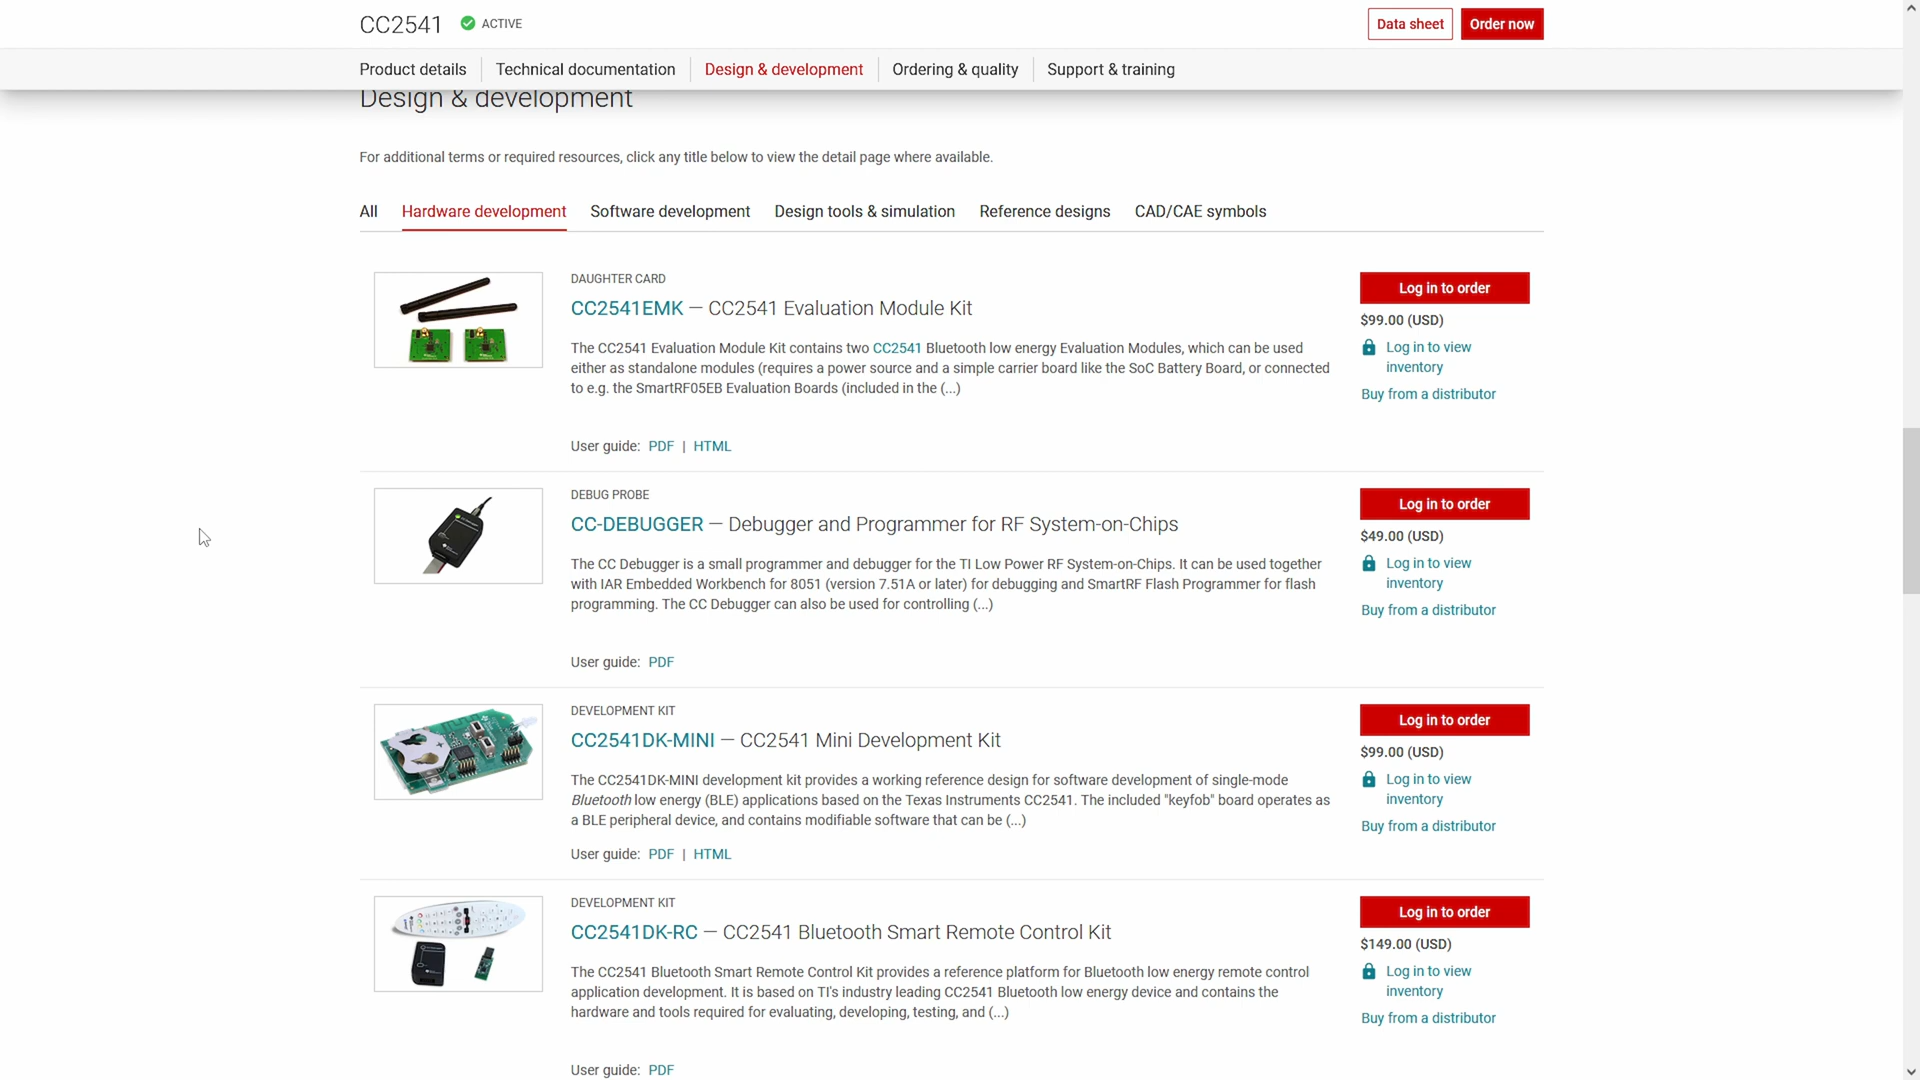 CC2541 ACTIVE Data sheet Order now
Product details Technical documentation Design & development Ordering & quality Support & training
Design & development
For additional terms or required resources, click any title below to view the detail page where available.
All Hardware development Software development Design tools & simulation Reference designs CAD/CAE symbols
DAUGHTER CARD
CC2541EMK — CC2541 Evaluation Module Kit
The CC2541 Evaluation Module Kit contains two CC2541 Bluetooth low energy Evaluation Modules, which can be used
either as standalone modules (requires a power source and a simple carrier board like the SoC Battery Board, or connected
to e.g. the SmartRF05EB Evaluation Boards (included in the (...)
User guide: PDF | HTML
Log in to order
$99.00 (USD)
Log in to view
inventory
Buy from a distributor
DEBUG PROBE
CC-DEBUGGER — Debugger and Programmer for RF System-on-Chips
The CC Debugger is a small programmer and debugger for the TI Low Power RF System-on-Chips. It can be used together
with IAR Embedded Workbench for 8051 (version 7.51A or later) for debugging and SmartRF Flash Programmer for flash
programming. The CC Debugger can also be used for controlling (...)
User guide: PDF
Log in to order
$49.00 (USD)
Log in to view
inventory
Buy from a distributor
DEVELOPMENT KIT
CC2541DK-MINI — CC2541 Mini Development Kit
The CC2541DK-MINI development kit provides a working reference design for software development of single-mode
Bluetooth low energy (BLE) applications based on the Texas Instruments CC2541. The included "keyfob" board operates as
a BLE peripheral device, and contains modifiable software that can be (...)
User guide: PDF | HTML
Log in to order
$99.00 (USD)
Log in to view
inventory
Buy from a distributor
DEVELOPMENT KIT
CC2541DK-RC — CC2541 Bluetooth Smart Remote Control Kit
The CC2541 Bluetooth Smart Remote Control Kit provides a reference platform for Bluetooth low energy remote control
application development. It is based on TI's industry leading CC2541 Bluetooth low energy device and contains the
hardware and tools required for evaluating, developing, testing, and (...)
User guide: PDF
Log in to order
$149.00 (USD)
Log in to view
inventory
Buy from a distributor